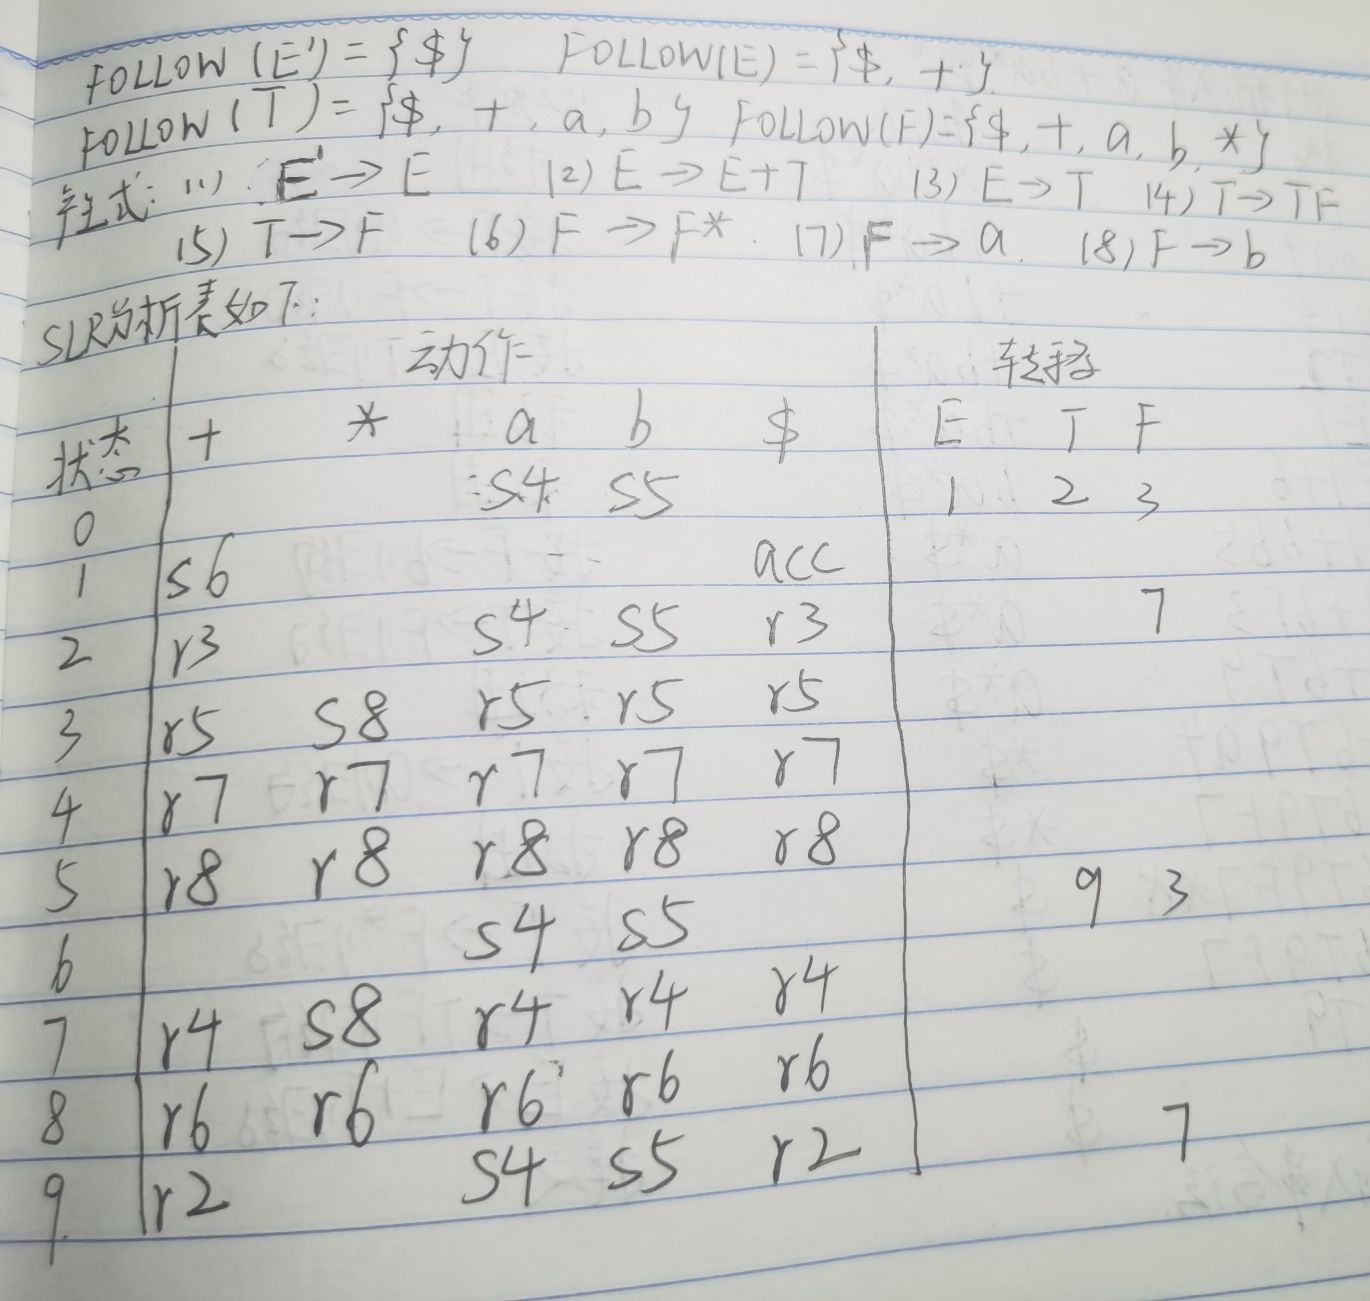 FOLLOW(E')={$} FOLLOW(E)={$, +}
FOLLOW(T)={$, +, a, b} FOLLOW(F)={$, +, a, b, *}
产生式: (1) E'→E (2) E→E+T (3) E→T (4) T→TF
(5) T→F (6) F→F* (7) F→a (8) F→b
SLR分析表如下:
动作 转移
状态 + * a b $ E T F
0 s4 s5 1 2 3
1 s6 acc
2 r3 s4 s5 r3 7
3 r5 s8 r5 r5 r5
4 r7 r7 r7 r7 r7
5 r8 r8 r8 r8 r8
6 s4 s5 9 3
7 r4 s8 r4 r4 r4
8 r6 r6 r6 r6 r6
9 r2 s4 s5 r2 7